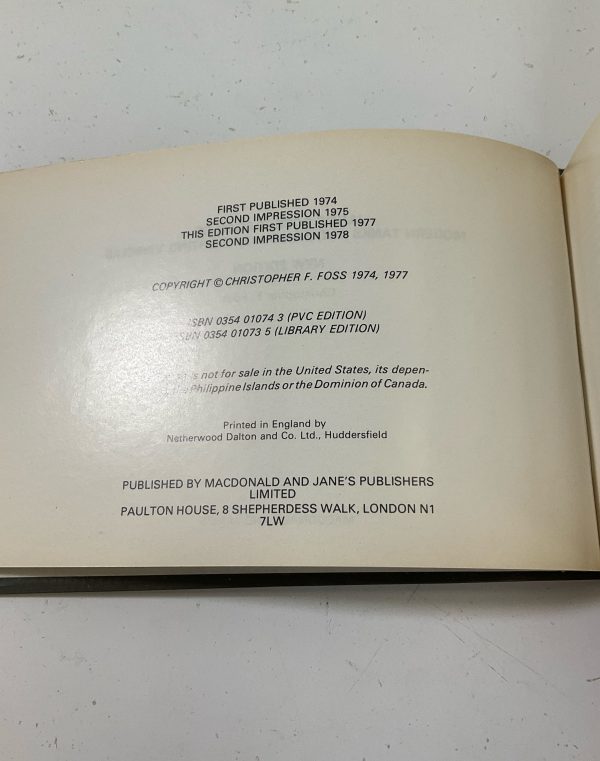 FIRST PUBLISHED 1974
SECOND IMPRESSION 1975
THIS EDITION FIRST PUBLISHED 1977
SECOND IMPRESSION 1978
COPYRIGHT © CHRISTOPHER F. FOSS 1974, 1977
ISBN 0354 01074 3 (PVC EDITION)
ISBN 0354 01073 5 (LIBRARY EDITION)
is not for sale in the United States, its depen-
Philippine Islands or the Dominion of Canada.
Printed in England by
Netherwood Dalton and Co. Ltd., Huddersfield
PUBLISHED BY MACDONALD AND JANE'S PUBLISHERS
LIMITED
PAULTON HOUSE, 8 SHEPHERDESS WALK, LONDON N1
7LW